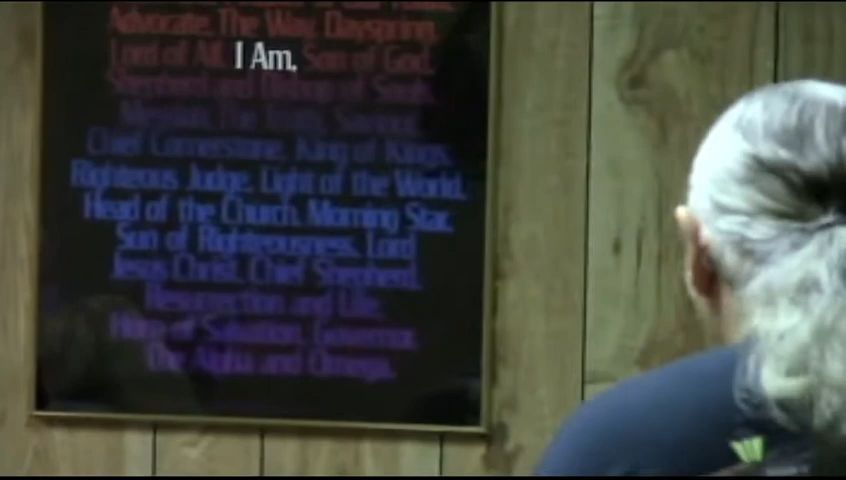 Advocate, The Way, Dayspring,
Lord of All, I Am, Son of God,
Shepherd and Bishop of Souls,
Messiah, The Truth, Saviour,
Chief Cornerstone, King of Kings,
Righteous Judge, Light of the World,
Head of the Church, Morning Star,
Sun of Righteousness, Lord
Jesus Christ, Chief Shepherd,
Resurrection and Life,
Horn of Salvation, Governor,
The Alpha and Omega.